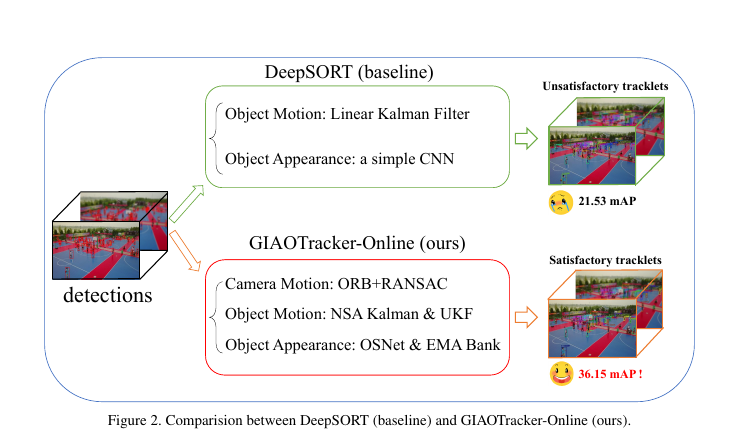 DeepSORT (baseline)
Object Motion: Linear Kalman Filter
Object Appearance: a simple CNN
Unsatisfactory tracklets
21.53 mAP
detections
GIAOTracker-Online (ours)
Camera Motion: ORB+RANSAC
Object Motion: NSA Kalman & UKF
Object Appearance: OSNet & EMA Bank
Satisfactory tracklets
36.15 mAP !
Figure 2. Comparision between DeepSORT (baseline) and GIAOTracker-Online (ours).